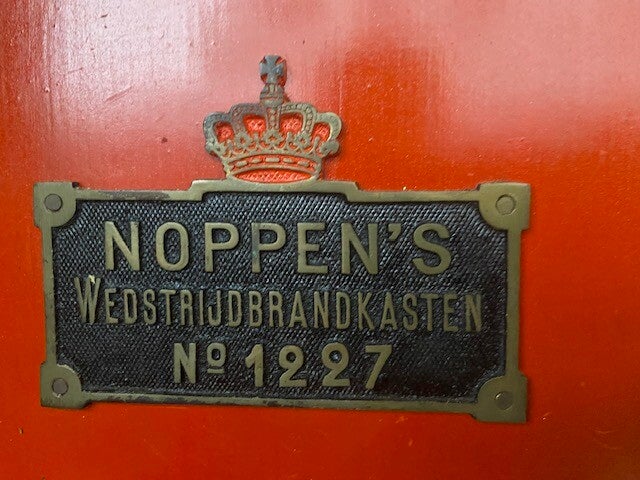 NOPPEN'S
WEDSTRIJDBRANDKASTEN
Nº 1227